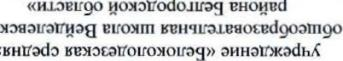 учреждение «Белоколодезская средняя
общеобразовательная школа Вейделевского
района Белгородской области»